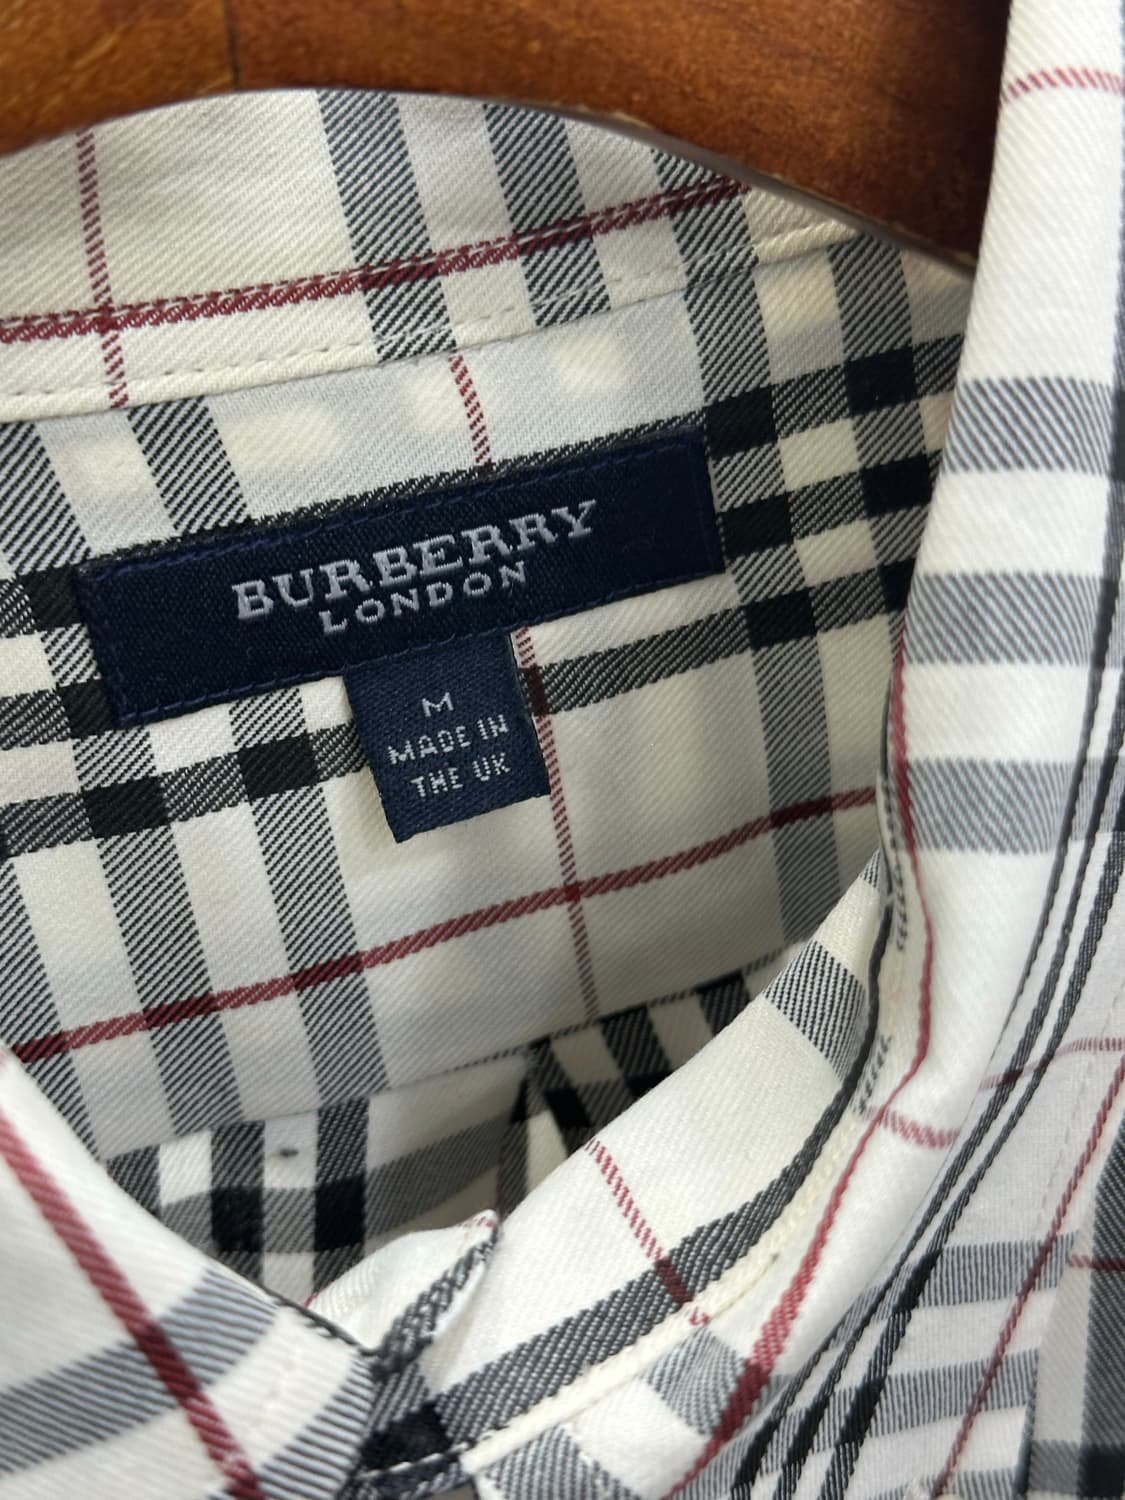 BURBERRY
LONDON
M
MADE IN
THE UK